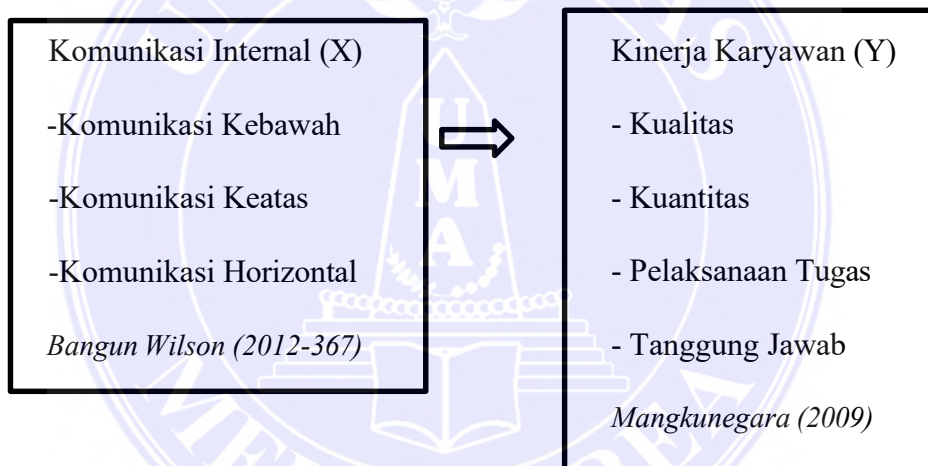 Komunikasi Internal (X)
-Komunikasi Kebawah
-Komunikasi Keatas
-Komunikasi Horizontal
Bangun Wilson (2012-367)
Kinerja Karyawan (Y)
- Kualitas
- Kuantitas
- Pelaksanaan Tugas
- Tanggung Jawab
Mangkunegara (2009)
U
M
A